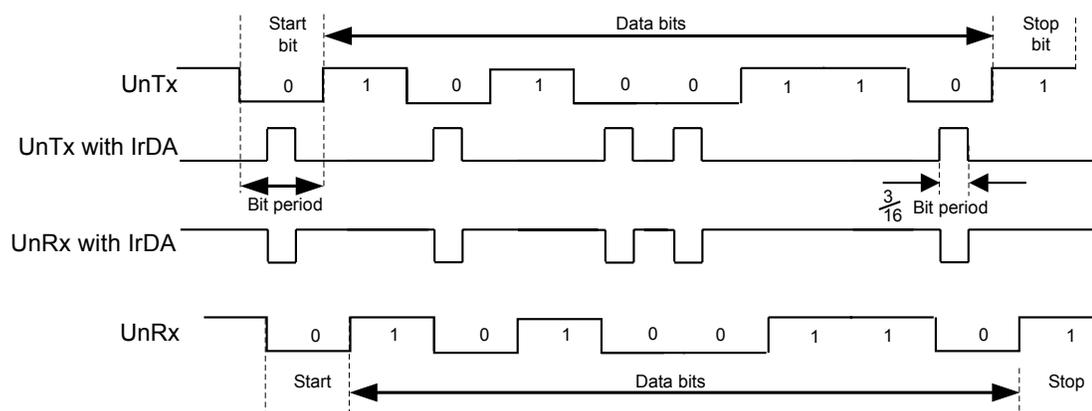 Start
bit
Data bits
Stop
bit
UnTx
0 1 0 1 0 0 1 1 0 1
UnTx with IrDA
Bit period
3/16 Bit period
UnRx with IrDA
UnRx
0 1 0 1 0 0 1 1 0 1
Start
Data bits
Stop